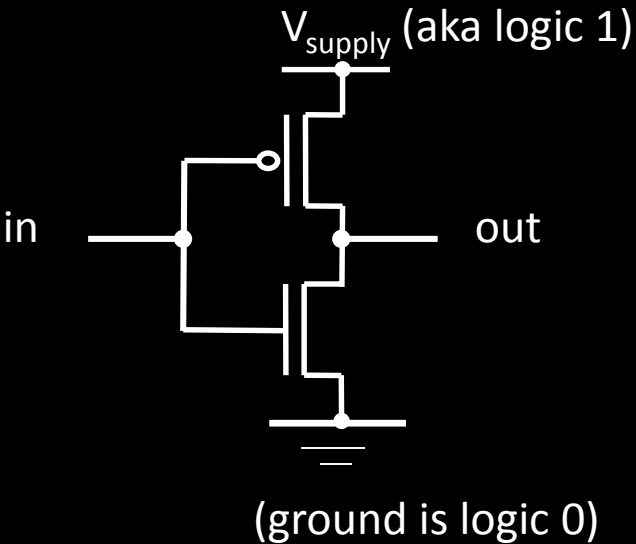 Vsupply (aka logic 1)
in
out
(ground is logic 0)